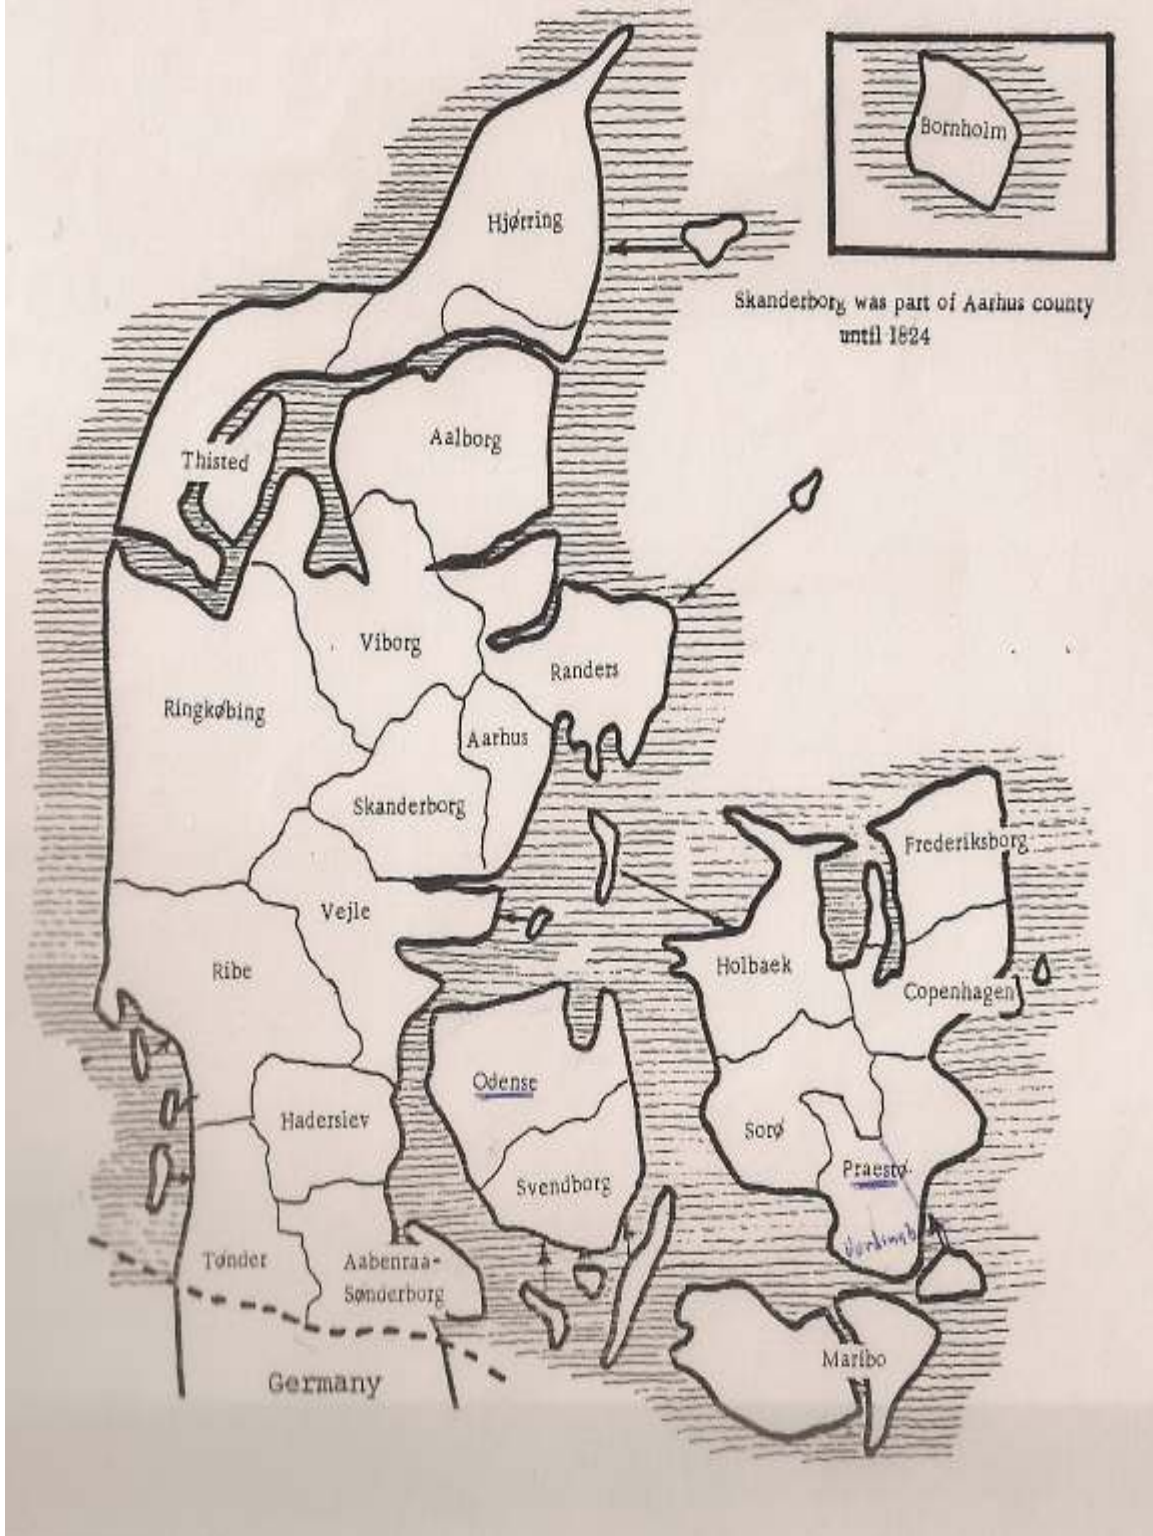 Bornholm
Hjørring
Skanderborg was part of Aarhus county
until 1824
Aalborg
Thisted
Viborg
Randers
Ringkøbing
Aarhus
Skanderborg
Frederiksborg
Vejle
Ribe
Holbaek
Copenhagen
Odense
Haderslev
Sorø
Praestø
Svendborg
Tønder
Aabenraa-
Sønderborg
Maribo
Germany